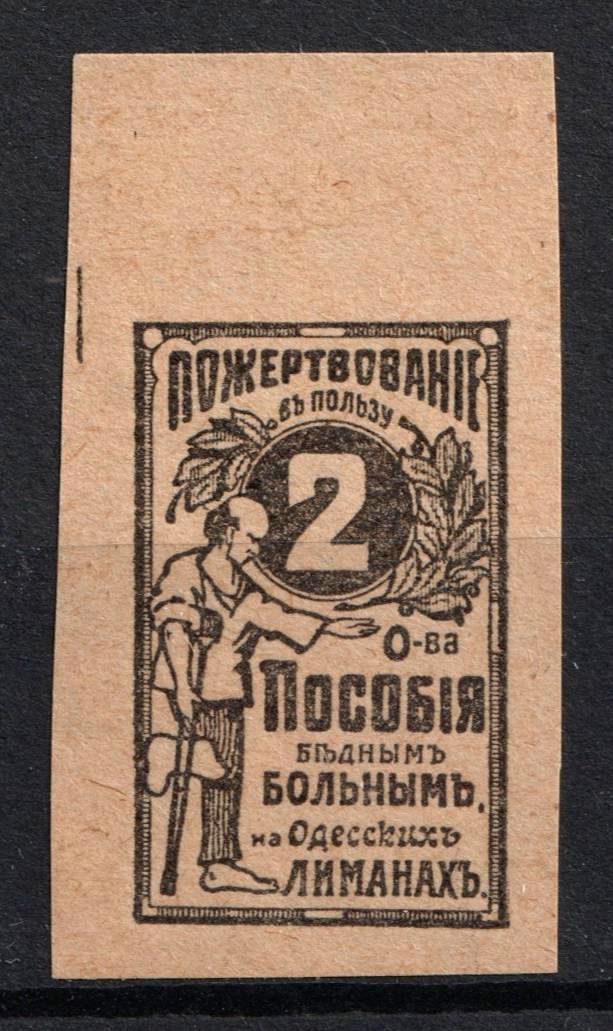 ПОЖЕРТВОВАНІЕ
въ пользу
2
О-ва
ПОСОБІЯ
БѢДНЫМЪ
БОЛЬНЫМЪ,
на Одесскихъ
ЛИМАНАХЪ.